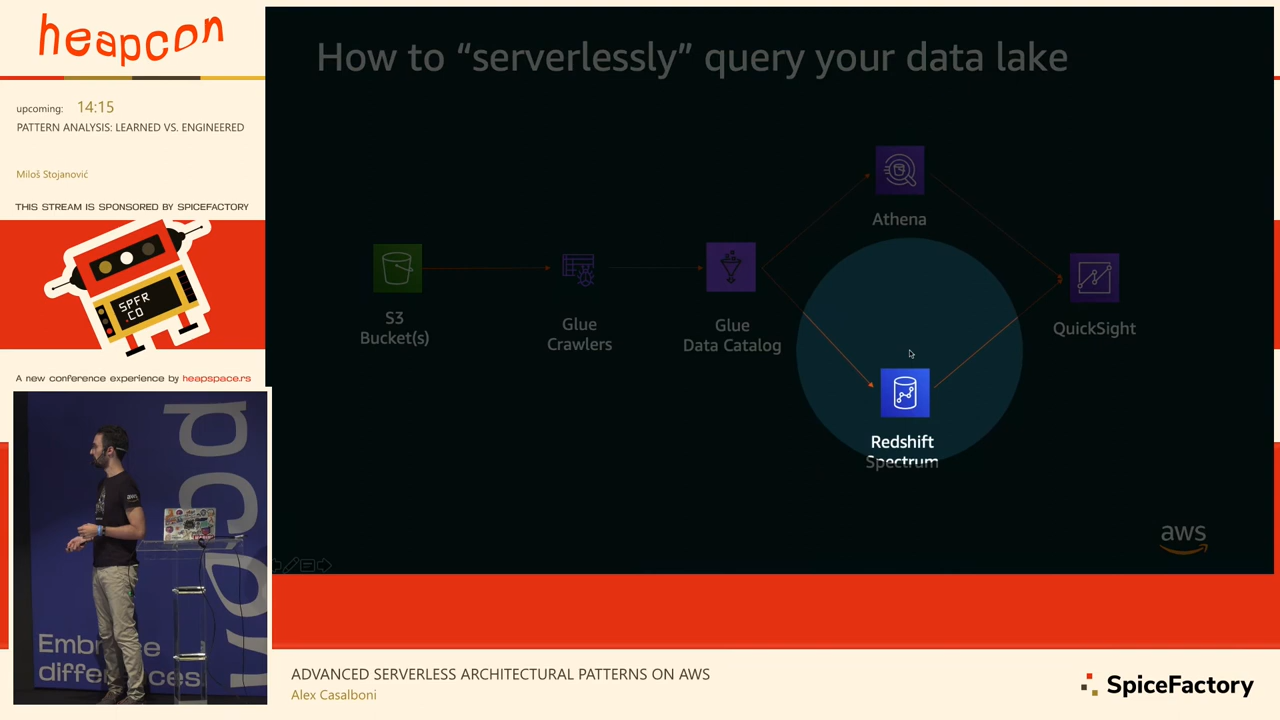 heapcon
upcoming: 14:15
PATTERN ANALYSIS: LEARNED VS. ENGINEERED
Miloš Stojanović
THIS STREAM IS SPONSORED BY SPICEFACTORY
SPFR
.CO
A new conference experience by heapspace.rs
How to “serverlessly” query your data lake
Athena
S3
Bucket(s)
Glue
Crawlers
Glue
Data Catalog
QuickSight
Redshift
Spectrum
aws
aws
Embrace
differences
ADVANCED SERVERLESS ARCHITECTURAL PATTERNS ON AWS
Alex Casalboni
SpiceFactory